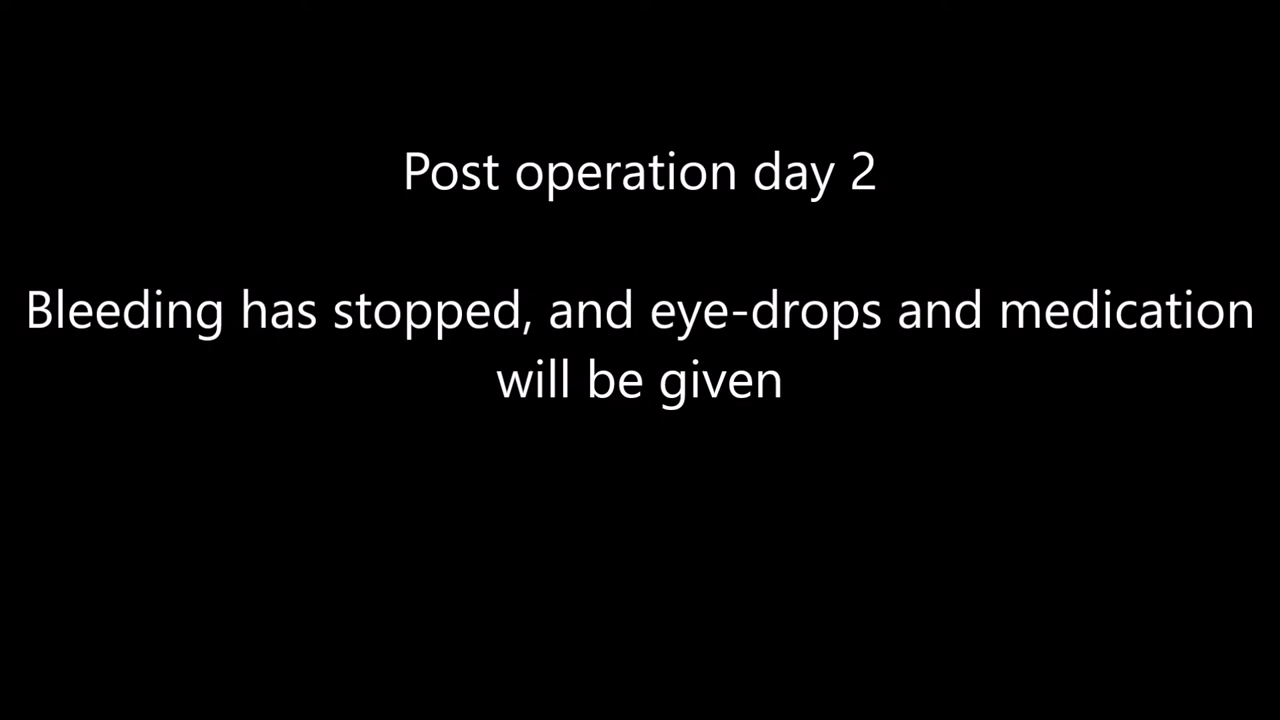 Post operation day 2
Bleeding has stopped, and eye-drops and medication
will be given